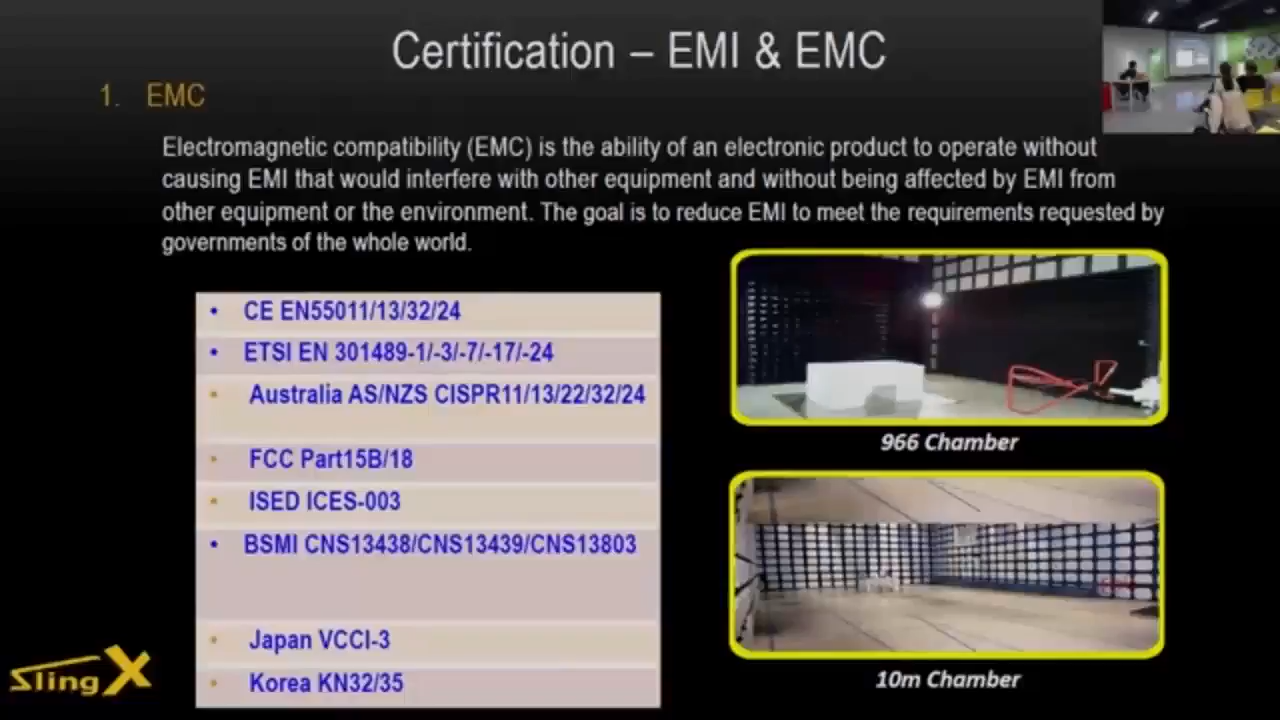 Certification – EMI & EMC
1. EMC
Electromagnetic compatibility (EMC) is the ability of an electronic product to operate without
causing EMI that would interfere with other equipment and without being affected by EMI from
other equipment or the environment. The goal is to reduce EMI to meet the requirements requested by
governments of the whole world.
• CE EN55011/13/32/24
• ETSI EN 301489-1/-3/-7/-17/-24
• Australia AS/NZS CISPR11/13/22/32/24
• FCC Part15B/18
• ISED ICES-003
• BSMI CNS13438/CNS13439/CNS13803
• Japan VCCI-3
• Korea KN32/35
966 Chamber
10m Chamber
SlingX